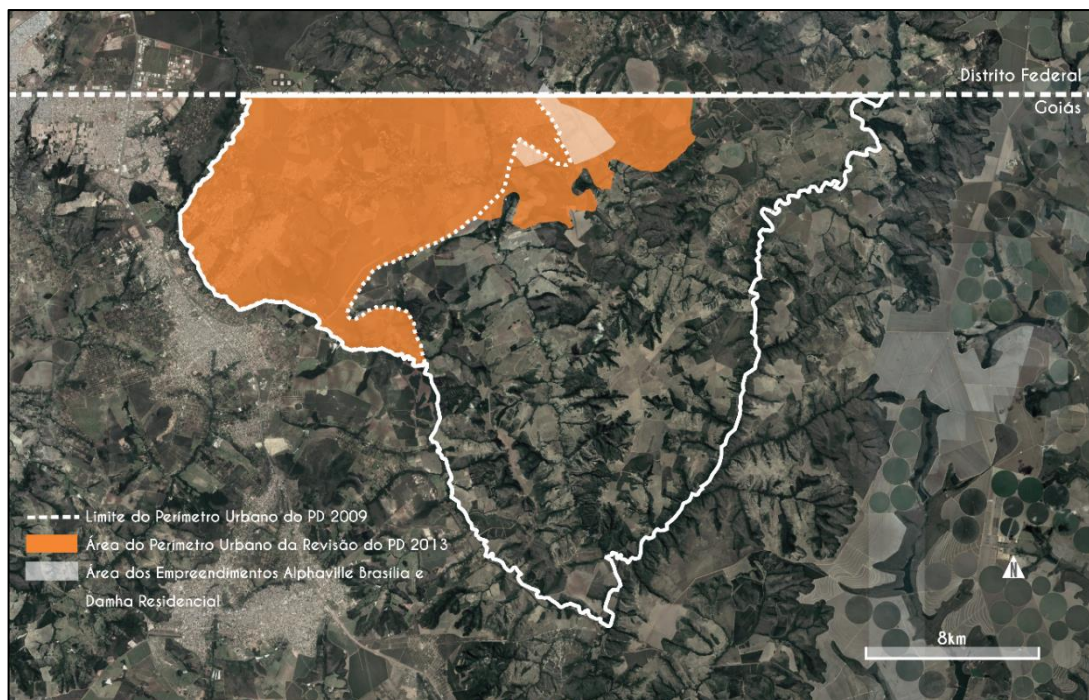 Distrito Federal
Goiás
Limite do Perímetro Urbano do PD 2009
Área do Perímetro Urbano da Revisão do PD 2013
Área dos Empreendimentos Alphaville Brasília e
Damha Residencial
N
8km